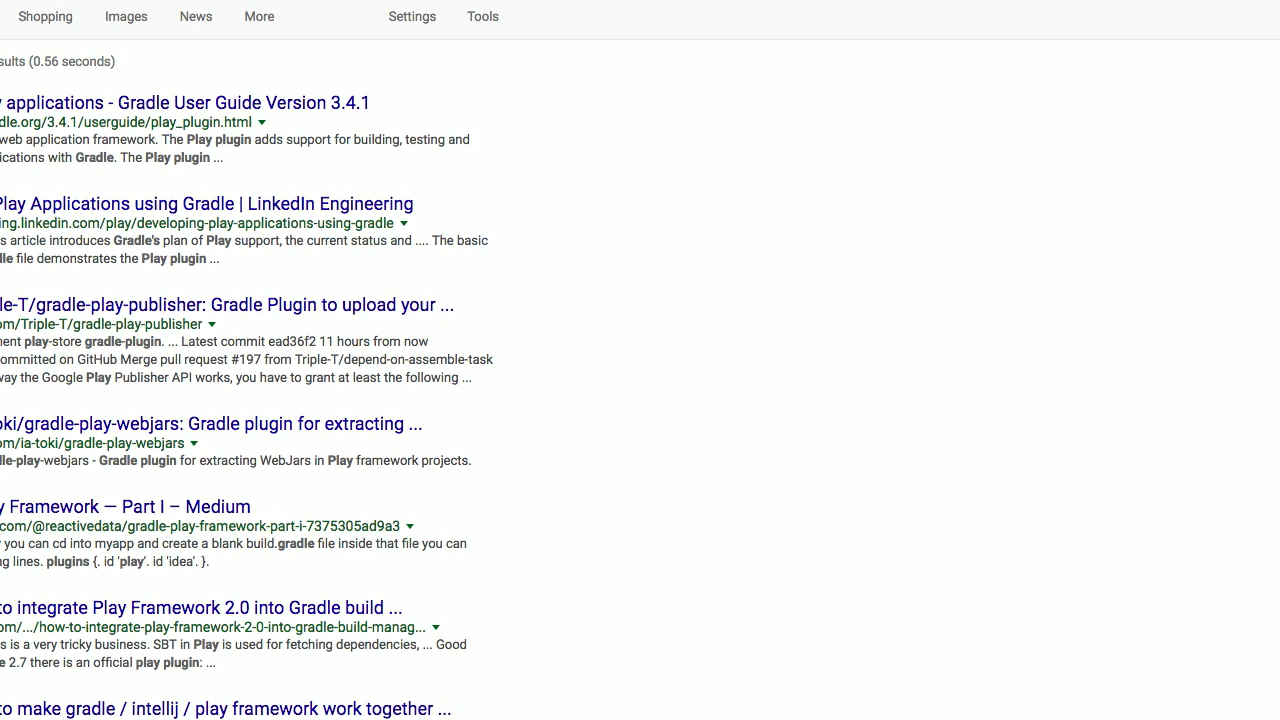 Shopping Images News More Settings Tools
sults (0.56 seconds)
y applications - Gradle User Guide Version 3.4.1
dle.org/3.4.1/userguide/play_plugin.html
web application framework. The Play plugin adds support for building, testing and
ications with Gradle. The Play plugin ...
Play Applications using Gradle | LinkedIn Engineering
ing.linkedin.com/play/developing-play-applications-using-gradle
s article introduces Gradle's plan of Play support, the current status and .... The basic
lle file demonstrates the Play plugin ...
le-T/gradle-play-publisher: Gradle Plugin to upload your ...
om/Triple-T/gradle-play-publisher
nent play-store gradle-plugin. ... Latest commit ead36f2 11 hours from now
ommitted on GitHub Merge pull request #197 from Triple-T/depend-on-assemble-task
way the Google Play Publisher API works, you have to grant at least the following ...
oki/gradle-play-webjars: Gradle plugin for extracting ...
om/ia-toki/gradle-play-webjars
lle-play-webjars - Gradle plugin for extracting WebJars in Play framework projects.
y Framework — Part I – Medium
com/@reactivedata/gradle-play-framework-part-i-7375305ad9a3
y you can cd into myapp and create a blank build.gradle file inside that file you can
ng lines. plugins {. id 'play'. id 'idea'. }.
to integrate Play Framework 2.0 into Gradle build ...
om/.../how-to-integrate-play-framework-2-0-into-gradle-build-manag...
s is a very tricky business. SBT in Play is used for fetching dependencies, ... Good
e 2.7 there is an official play plugin: ...
to make gradle / intellij / play framework work together ...